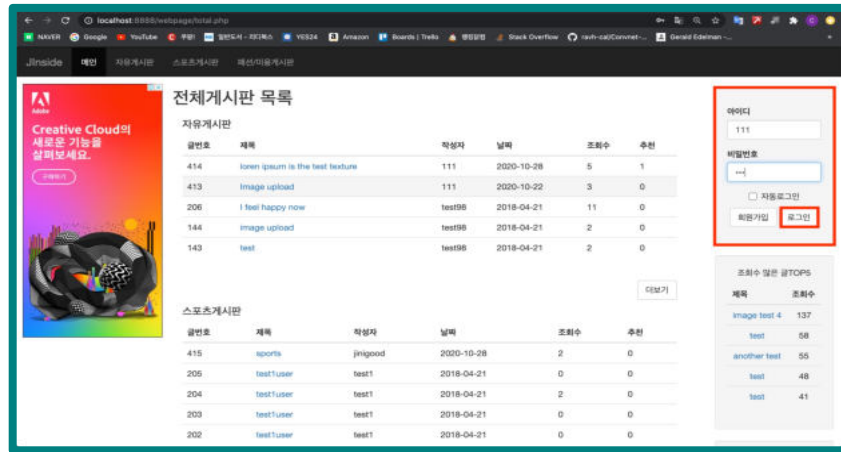 localhost:8888/webpage/total.php
NAVER Google YouTube 쿠팡! YES24 Amazon Boards | Trello Stack Overflow ravh-cal/Convnet-... Gerald Edelman -...
Jinside 메인 자유게시판 스포츠게시판 패션/미용게시판
Adobe
Creative Cloud의
새로운 기능을
살펴보세요.
구매하기
전체게시판 목록
자유게시판
글번호 제목 작성자 날짜 조회수 추천
414 loren ipsum is the test texture 111 2020-10-28 5 1
413 Image upload 111 2020-10-22 3 0
206 I feel happy now test98 2018-04-21 11 0
144 image upload test98 2018-04-21 2 0
143 test test98 2018-04-21 2 0
더보기
스포츠게시판
글번호 제목 작성자 날짜 조회수 추천
415 sports jinigood 2020-10-28 2 0
205 test1user test1 2018-04-21 0 0
204 test1user test1 2018-04-21 2 0
203 test1user test1 2018-04-21 0 0
202 test1user test1 2018-04-21 0 0
아이디
111
비밀번호
•••
자동로그인
회원가입 로그인
조회수 많은 글TOP5
제목 조회수
image test 4 137
test 58
another test 55
test 48
test 41